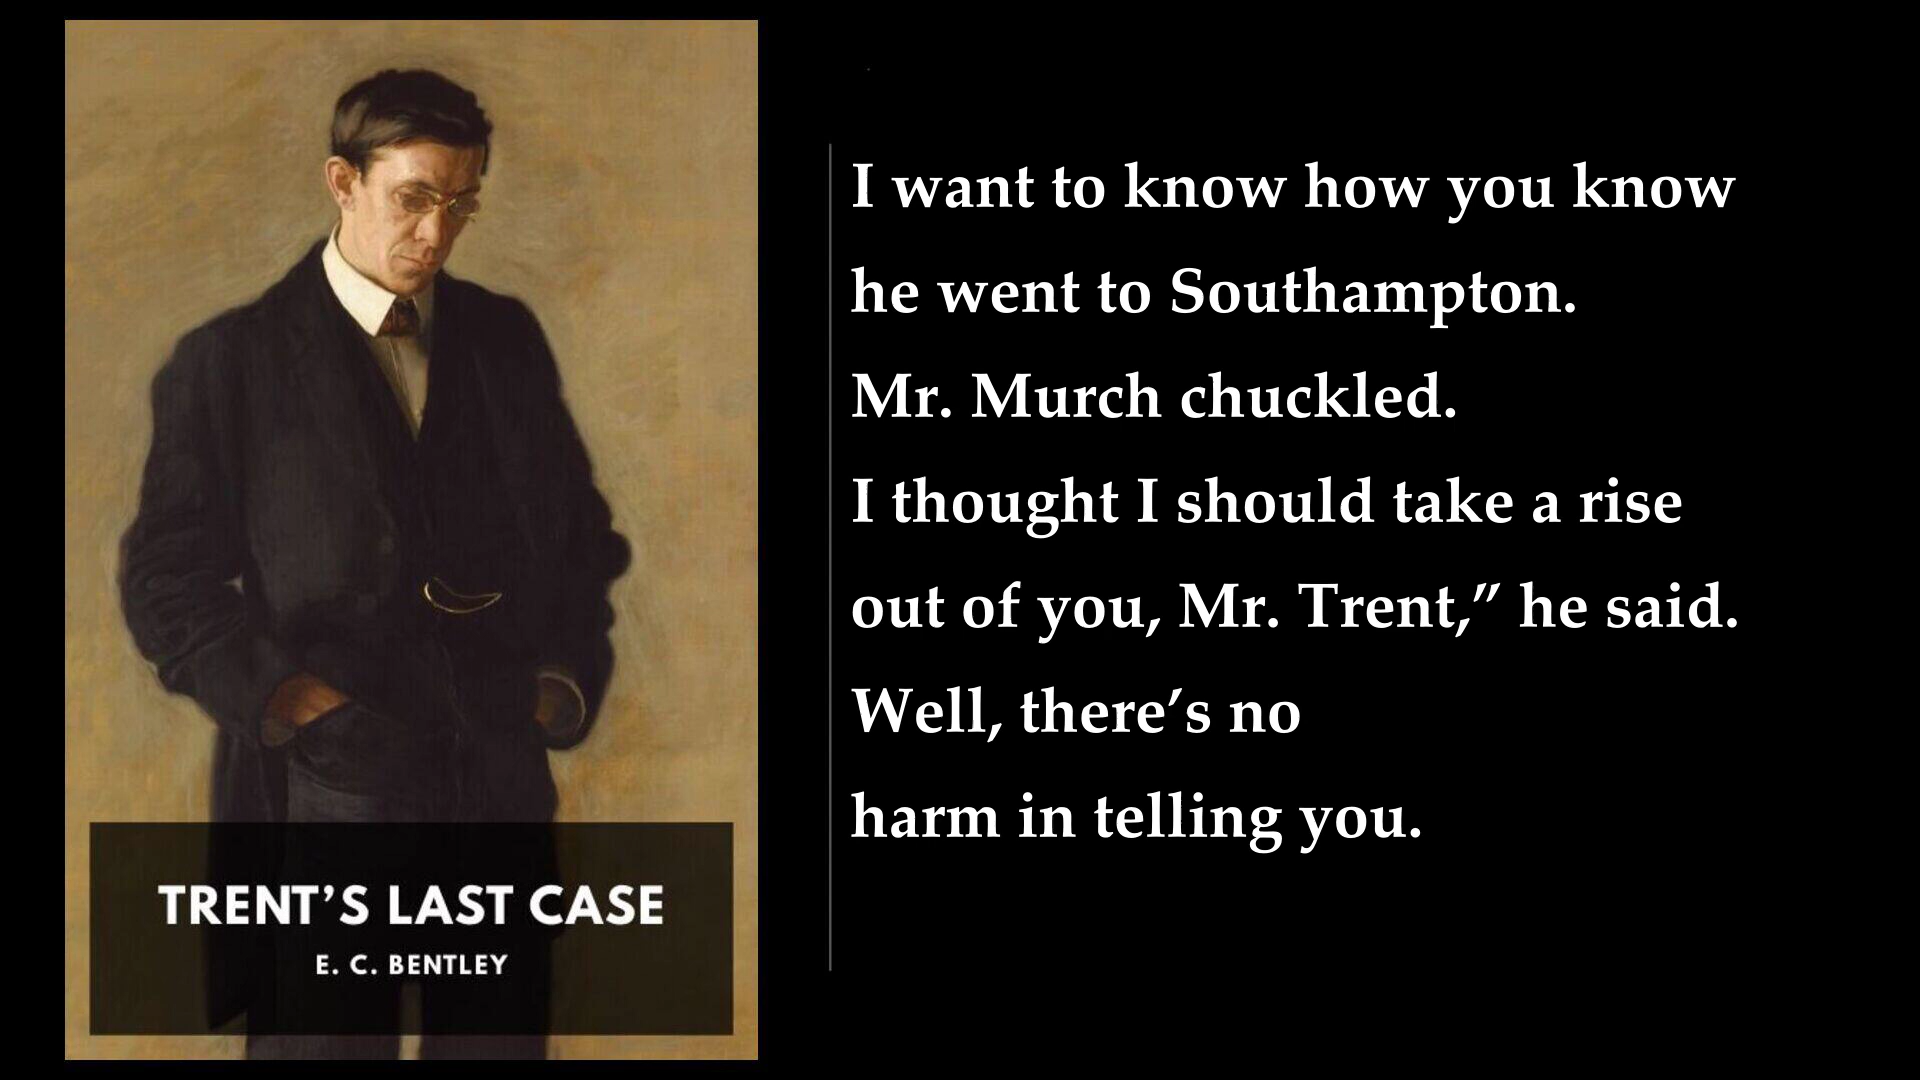 TRENT’S LAST CASE
E. C. BENTLEY
I want to know how you know
he went to Southampton.
Mr. Murch chuckled.
I thought I should take a rise
out of you, Mr. Trent,” he said.
Well, there’s no
harm in telling you.